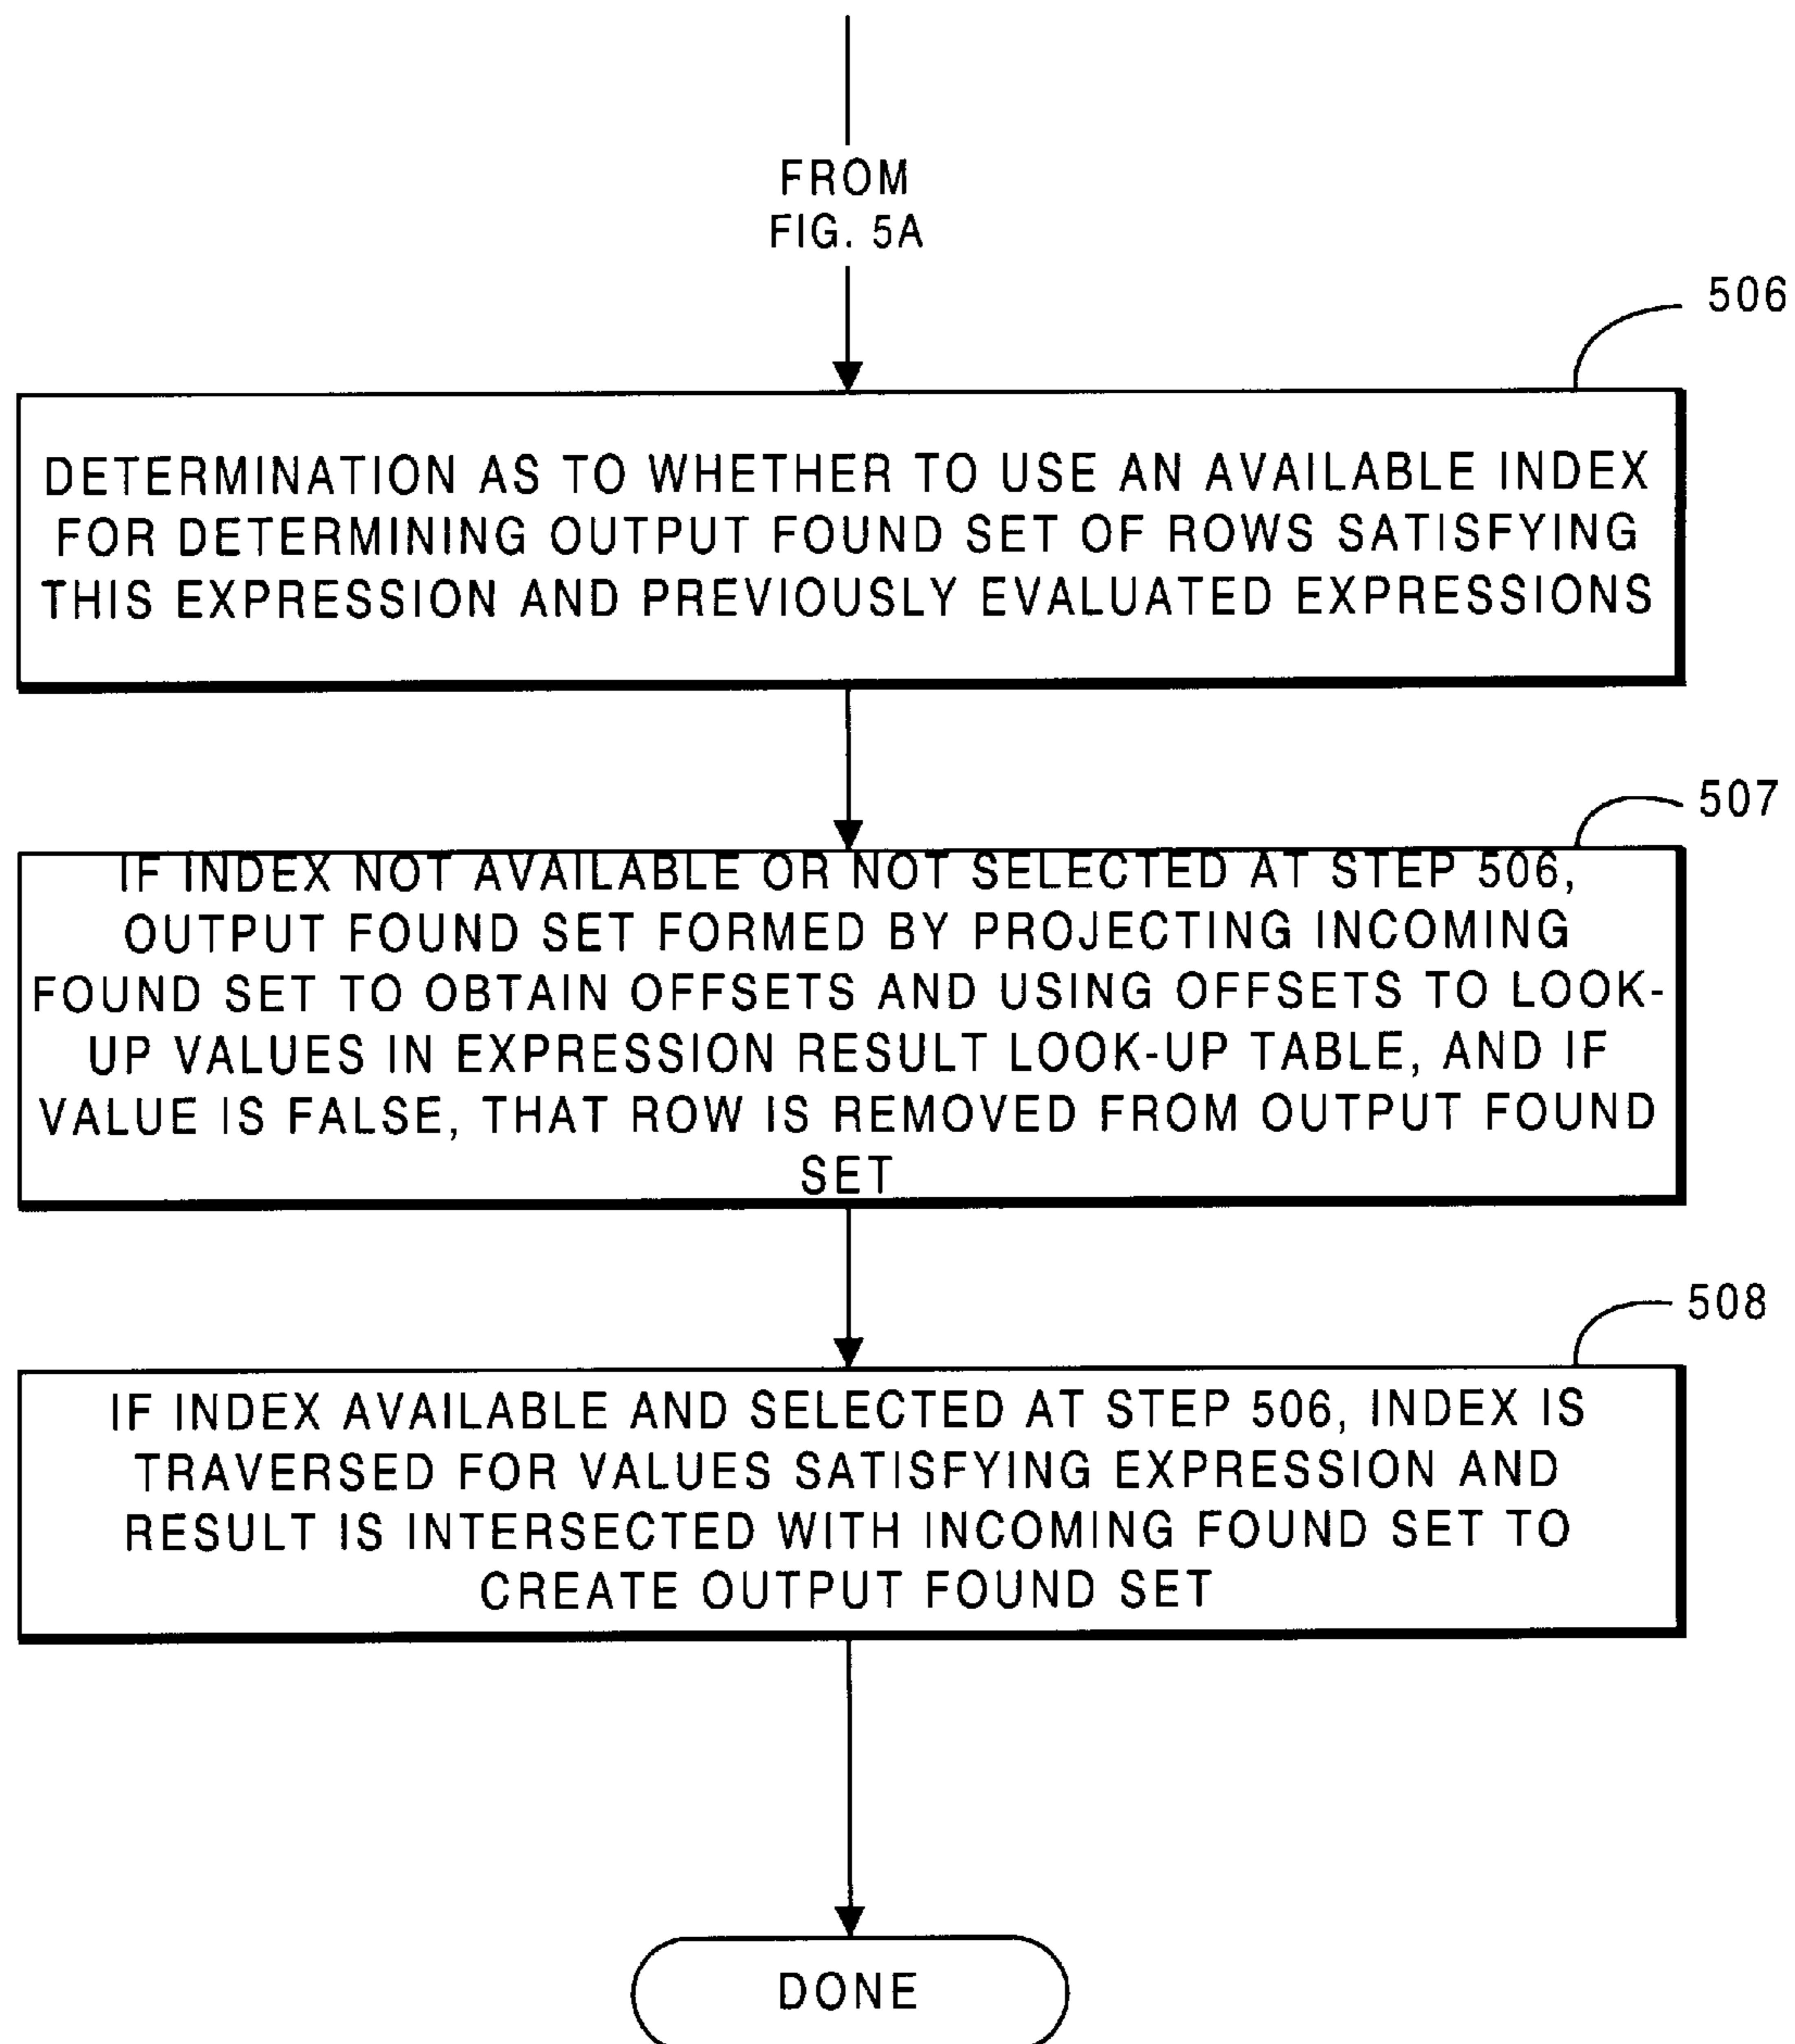 FROM
FIG. 5A
506
DETERMINATION AS TO WHETHER TO USE AN AVAILABLE INDEX
FOR DETERMINING OUTPUT FOUND SET OF ROWS SATISFYING
THIS EXPRESSION AND PREVIOUSLY EVALUATED EXPRESSIONS
507
IF INDEX NOT AVAILABLE OR NOT SELECTED AT STEP 506,
OUTPUT FOUND SET FORMED BY PROJECTING INCOMING
FOUND SET TO OBTAIN OFFSETS AND USING OFFSETS TO LOOK-
UP VALUES IN EXPRESSION RESULT LOOK-UP TABLE, AND IF
VALUE IS FALSE, THAT ROW IS REMOVED FROM OUTPUT FOUND
SET
508
IF INDEX AVAILABLE AND SELECTED AT STEP 506, INDEX IS
TRAVERSED FOR VALUES SATISFYING EXPRESSION AND
RESULT IS INTERSECTED WITH INCOMING FOUND SET TO
CREATE OUTPUT FOUND SET
DONE